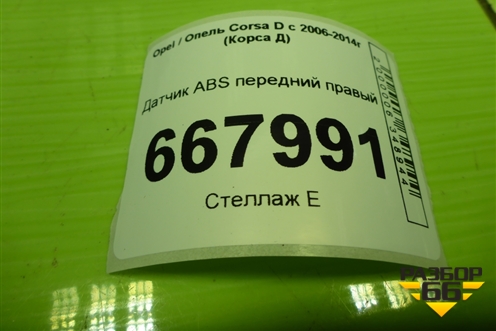 Opel / Опель Corsa D с 2006-2014г
(Корса Д)
Датчик ABS передний правый
667991
Стеллаж E
РАЗБОР
66